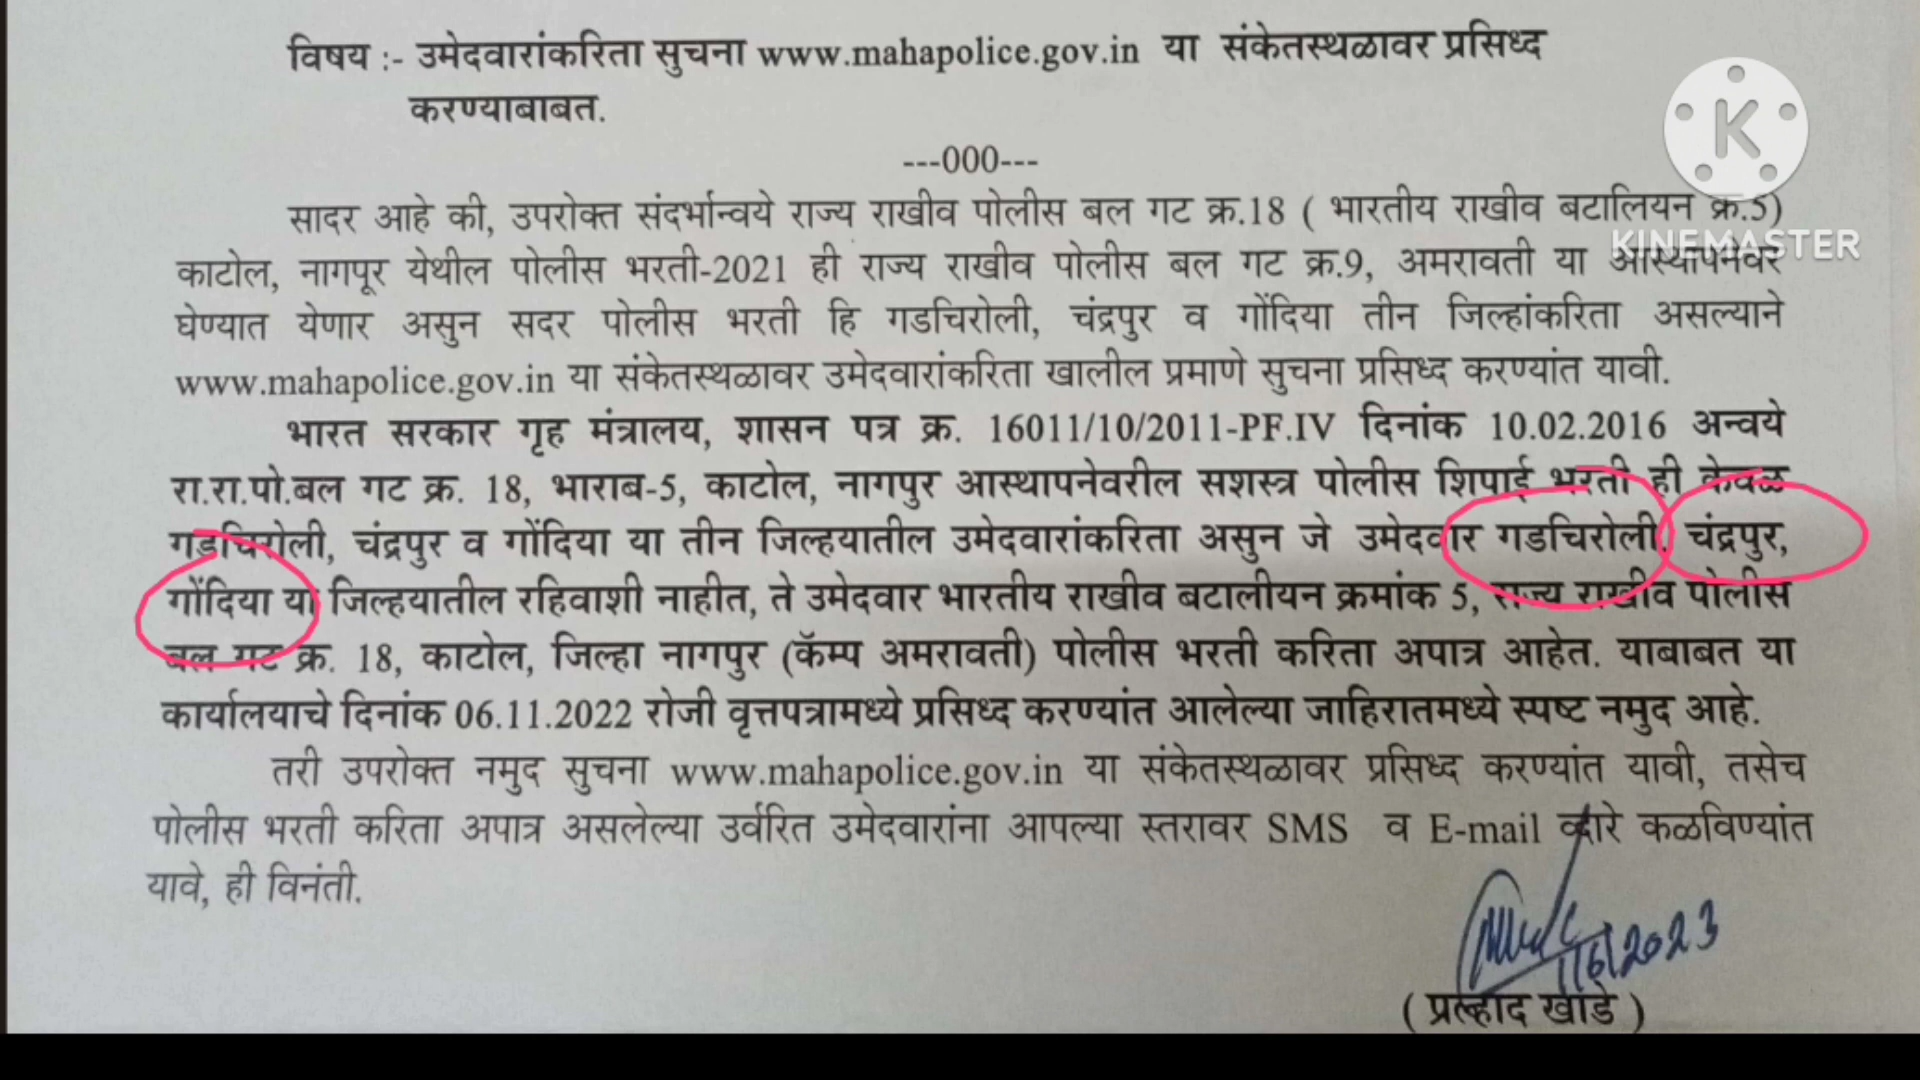 विषय :- उमेदवारांकरिता सुचना www.mahapolice.gov.in या संकेतस्थळावर प्रसिध्द
करण्याबाबत.
---000---
सादर आहे की, उपरोक्त संदर्भान्वये राज्य राखीव पोलीस बल गट क्र.18 ( भारतीय राखीव बटालियन क्र.5)
KINEMASTER
काटोल, नागपूर येथील पोलीस भरती-2021 ही राज्य राखीव पोलीस बल गट क्र.9, अमरावती या आस्थापनेवर
घेण्यात येणार असुन सदर पोलीस भरती हि गडचिरोली, चंद्रपुर व गोंदिया तीन जिल्हांकरिता असल्याने
www.mahapolice.gov.in या संकेतस्थळावर उमेदवारांकरिता खालील प्रमाणे सुचना प्रसिध्द करण्यांत यावी.
भारत सरकार गृह मंत्रालय, शासन पत्र क्र. 16011/10/2011-PF.IV दिनांक 10.02.2016 अन्वये
रा.रा.पो.बल गट क्र. 18, भाराब-5, काटोल, नागपुर आस्थापनेवरील सशस्त्र पोलीस शिपाई भरती ही केवळ
गडचिरोली, चंद्रपुर व गोंदिया या तीन जिल्हयातील उमेदवारांकरिता असुन जे उमेदवार गडचिरोली, चंद्रपुर,
गोंदिया या जिल्हयातील रहिवाशी नाहीत, ते उमेदवार भारतीय राखीव बटालीयन क्रमांक 5, राज्य राखीव पोलीस
बल गट क्र. 18, काटोल, जिल्हा नागपुर (कॅम्प अमरावती) पोलीस भरती करिता अपात्र आहेत. याबाबत या
कार्यालयाचे दिनांक 06.11.2022 रोजी वृत्तपत्रामध्ये प्रसिध्द करण्यांत आलेल्या जाहिरातमध्ये स्पष्ट नमुद आहे.
तरी उपरोक्त नमुद सुचना www.mahapolice.gov.in या संकेतस्थळावर प्रसिध्द करण्यांत यावी, तसेच
पोलीस भरती करिता अपात्र असलेल्या उर्वरित उमेदवारांना आपल्या स्तरावर SMS व E-mail व्दारे कळविण्यांत
यावे, ही विनंती.
1/6/2023
( प्रल्हाद खाडे )